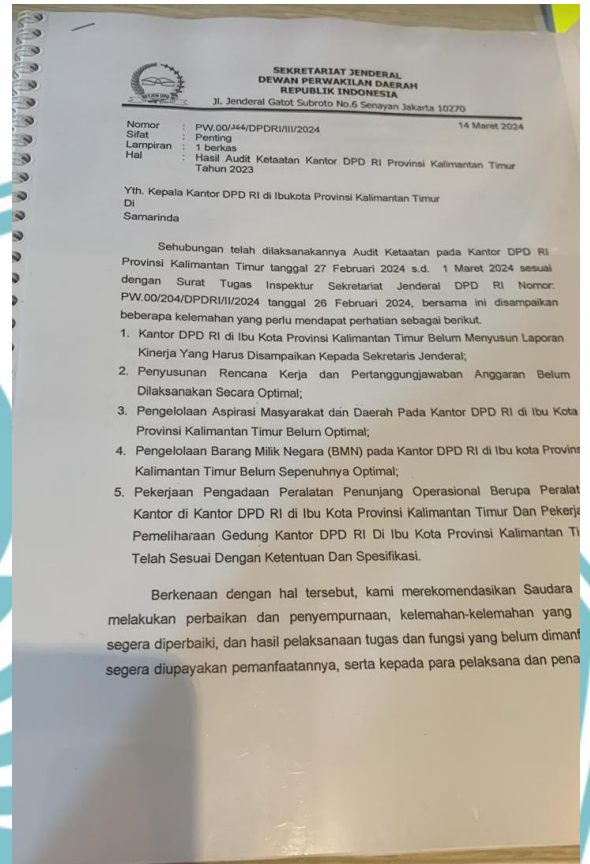 SEKRETARIAT JENDERAL
DEWAN PERWAKILAN DAERAH
REPUBLIK INDONESIA
Jl. Jenderal Gatot Subroto No.6 Senayan Jakarta 10270
Nomor : PW.00/266/DPDRI/III/2024 14 Maret 2024
Sifat : Penting
Lampiran : 1 berkas
Hal : Hasil Audit Ketaatan Kantor DPD RI Provinsi Kalimantan Timur
Tahun 2023
Yth. Kepala Kantor DPD RI di Ibukota Provinsi Kalimantan Timur
Di
Samarinda
Sehubungan telah dilaksanakannya Audit Ketaatan pada Kantor DPD RI
Provinsi Kalimantan Timur tanggal 27 Februari 2024 s.d. 1 Maret 2024 sesuai
dengan Surat Tugas Inspektur Sekretariat Jenderal DPD RI Nomor:
PW.00/204/DPDRI/II/2024 tanggal 26 Februari 2024, bersama ini disampaikan
beberapa kelemahan yang perlu mendapat perhatian sebagai berikut.
1. Kantor DPD RI di Ibu Kota Provinsi Kalimantan Timur Belum Menyusun Laporan
Kinerja Yang Harus Disampaikan Kepada Sekretaris Jenderal;
2. Penyusunan Rencana Kerja dan Pertanggungjawaban Anggaran Belum
Dilaksanakan Secara Optimal;
3. Pengelolaan Aspirasi Masyarakat dan Daerah Pada Kantor DPD RI di Ibu Kota
Provinsi Kalimantan Timur Belum Optimal;
4. Pengelolaan Barang Milik Negara (BMN) pada Kantor DPD RI di Ibu kota Provins
Kalimantan Timur Belum Sepenuhnya Optimal;
5. Pekerjaan Pengadaan Peralatan Penunjang Operasional Berupa Peralat
Kantor di Kantor DPD RI di Ibu Kota Provinsi Kalimantan Timur Dan Pekerja
Pemeliharaan Gedung Kantor DPD RI Di Ibu Kota Provinsi Kalimantan Ti
Telah Sesuai Dengan Ketentuan Dan Spesifikasi.
Berkenaan dengan hal tersebut, kami merekomendasikan Saudara
melakukan perbaikan dan penyempurnaan, kelemahan-kelemahan yang
segera diperbaiki, dan hasil pelaksanaan tugas dan fungsi yang belum dimanf
segera diupayakan pemanfaatannya, serta kepada para pelaksana dan pena